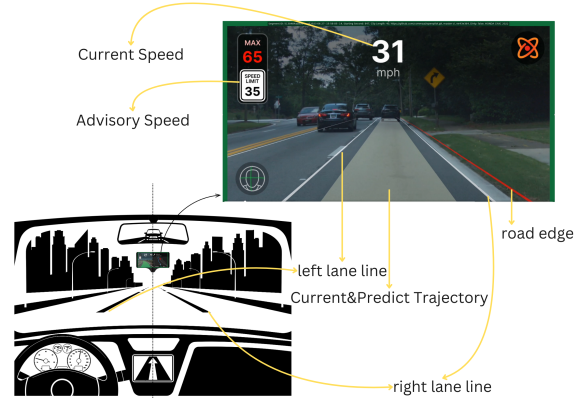 MAX
65
31
mph
SPEED
LIMIT
35
Current Speed
Advisory Speed
road edge
left lane line
Current&Predict Trajectory
right lane line